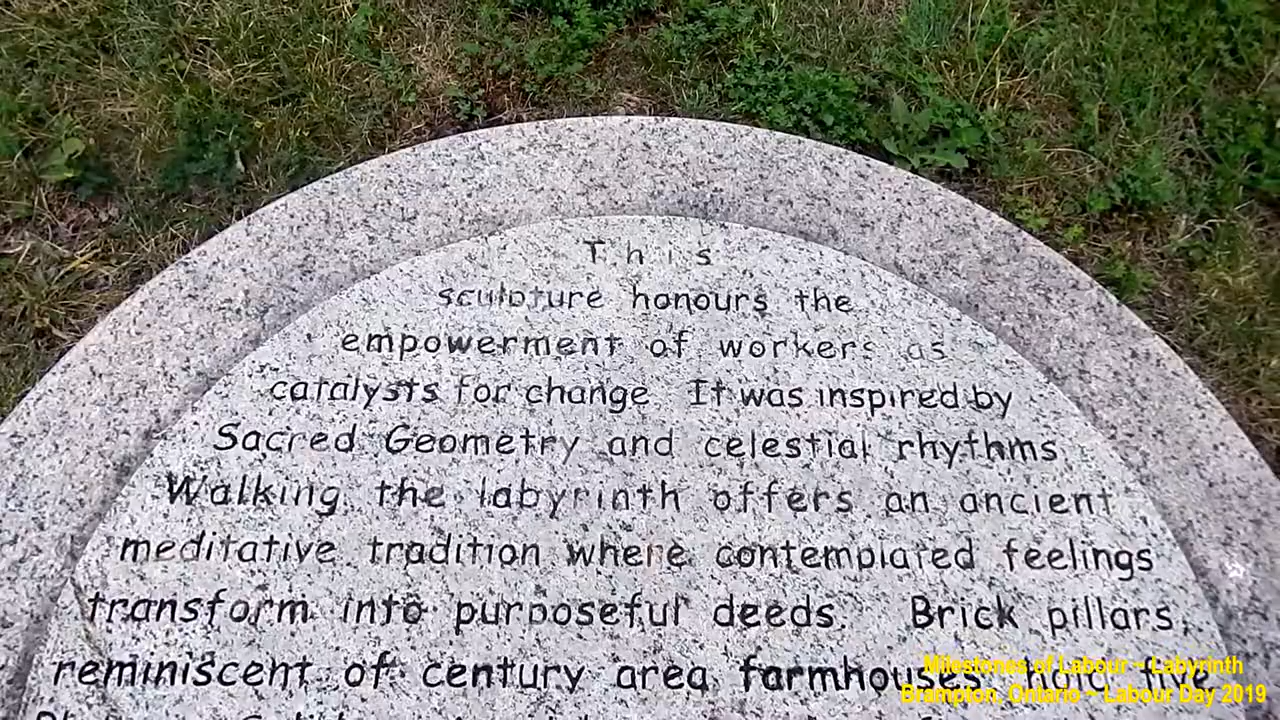 This
sculpture honours the
empowerment of workers as
catalysts for change It was inspired by
Sacred Geometry and celestial rhythms
Walking the labyrinth offers an ancient
meditative tradition where contemplated feelings
transform into purposeful deeds. Brick pillars,
reminiscent of century area farmhouses hold five
Milestones of Labour ~ Labyrinth
Brampton, Ontario ~ Labour Day 2019